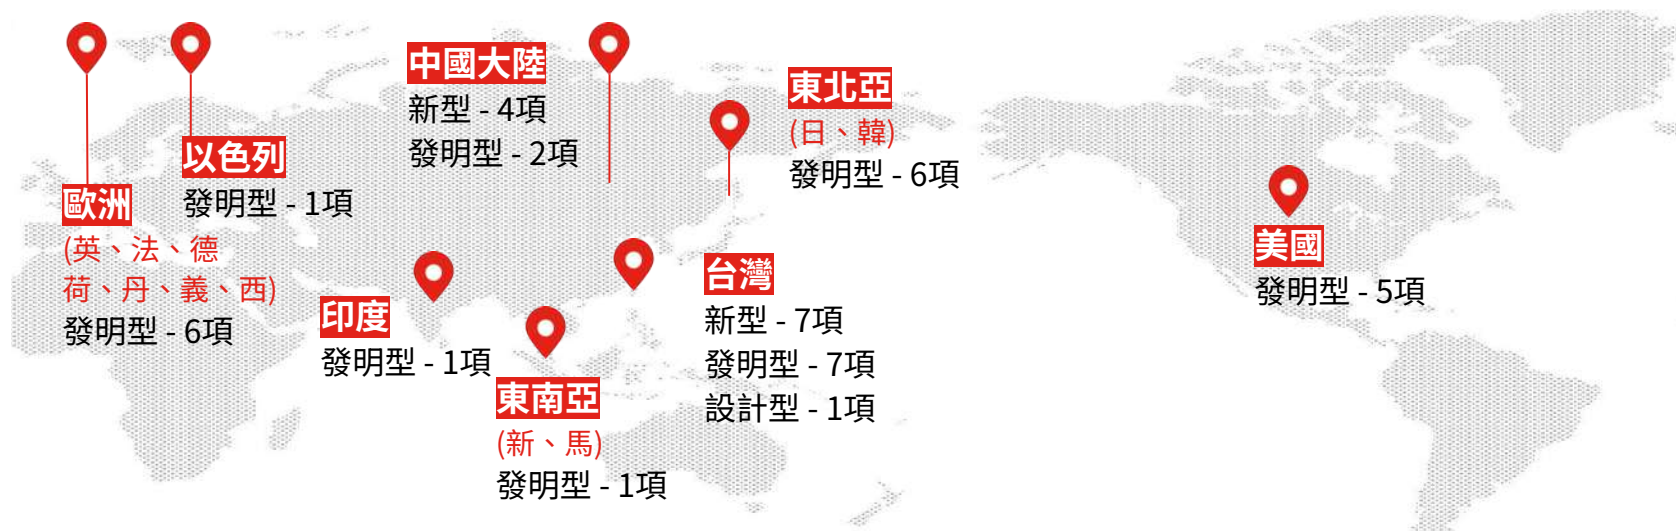 歐洲
(英、法、德
荷、丹、義、西)
發明型 - 6項
以色列
發明型 - 1項
中國大陸
新型 - 4項
發明型 - 2項
東北亞
(日、韓)
發明型 - 6項
印度
發明型 - 1項
東南亞
(新、馬)
發明型 - 1項
台灣
新型 - 7項
發明型 - 7項
設計型 - 1項
美國
發明型 - 5項